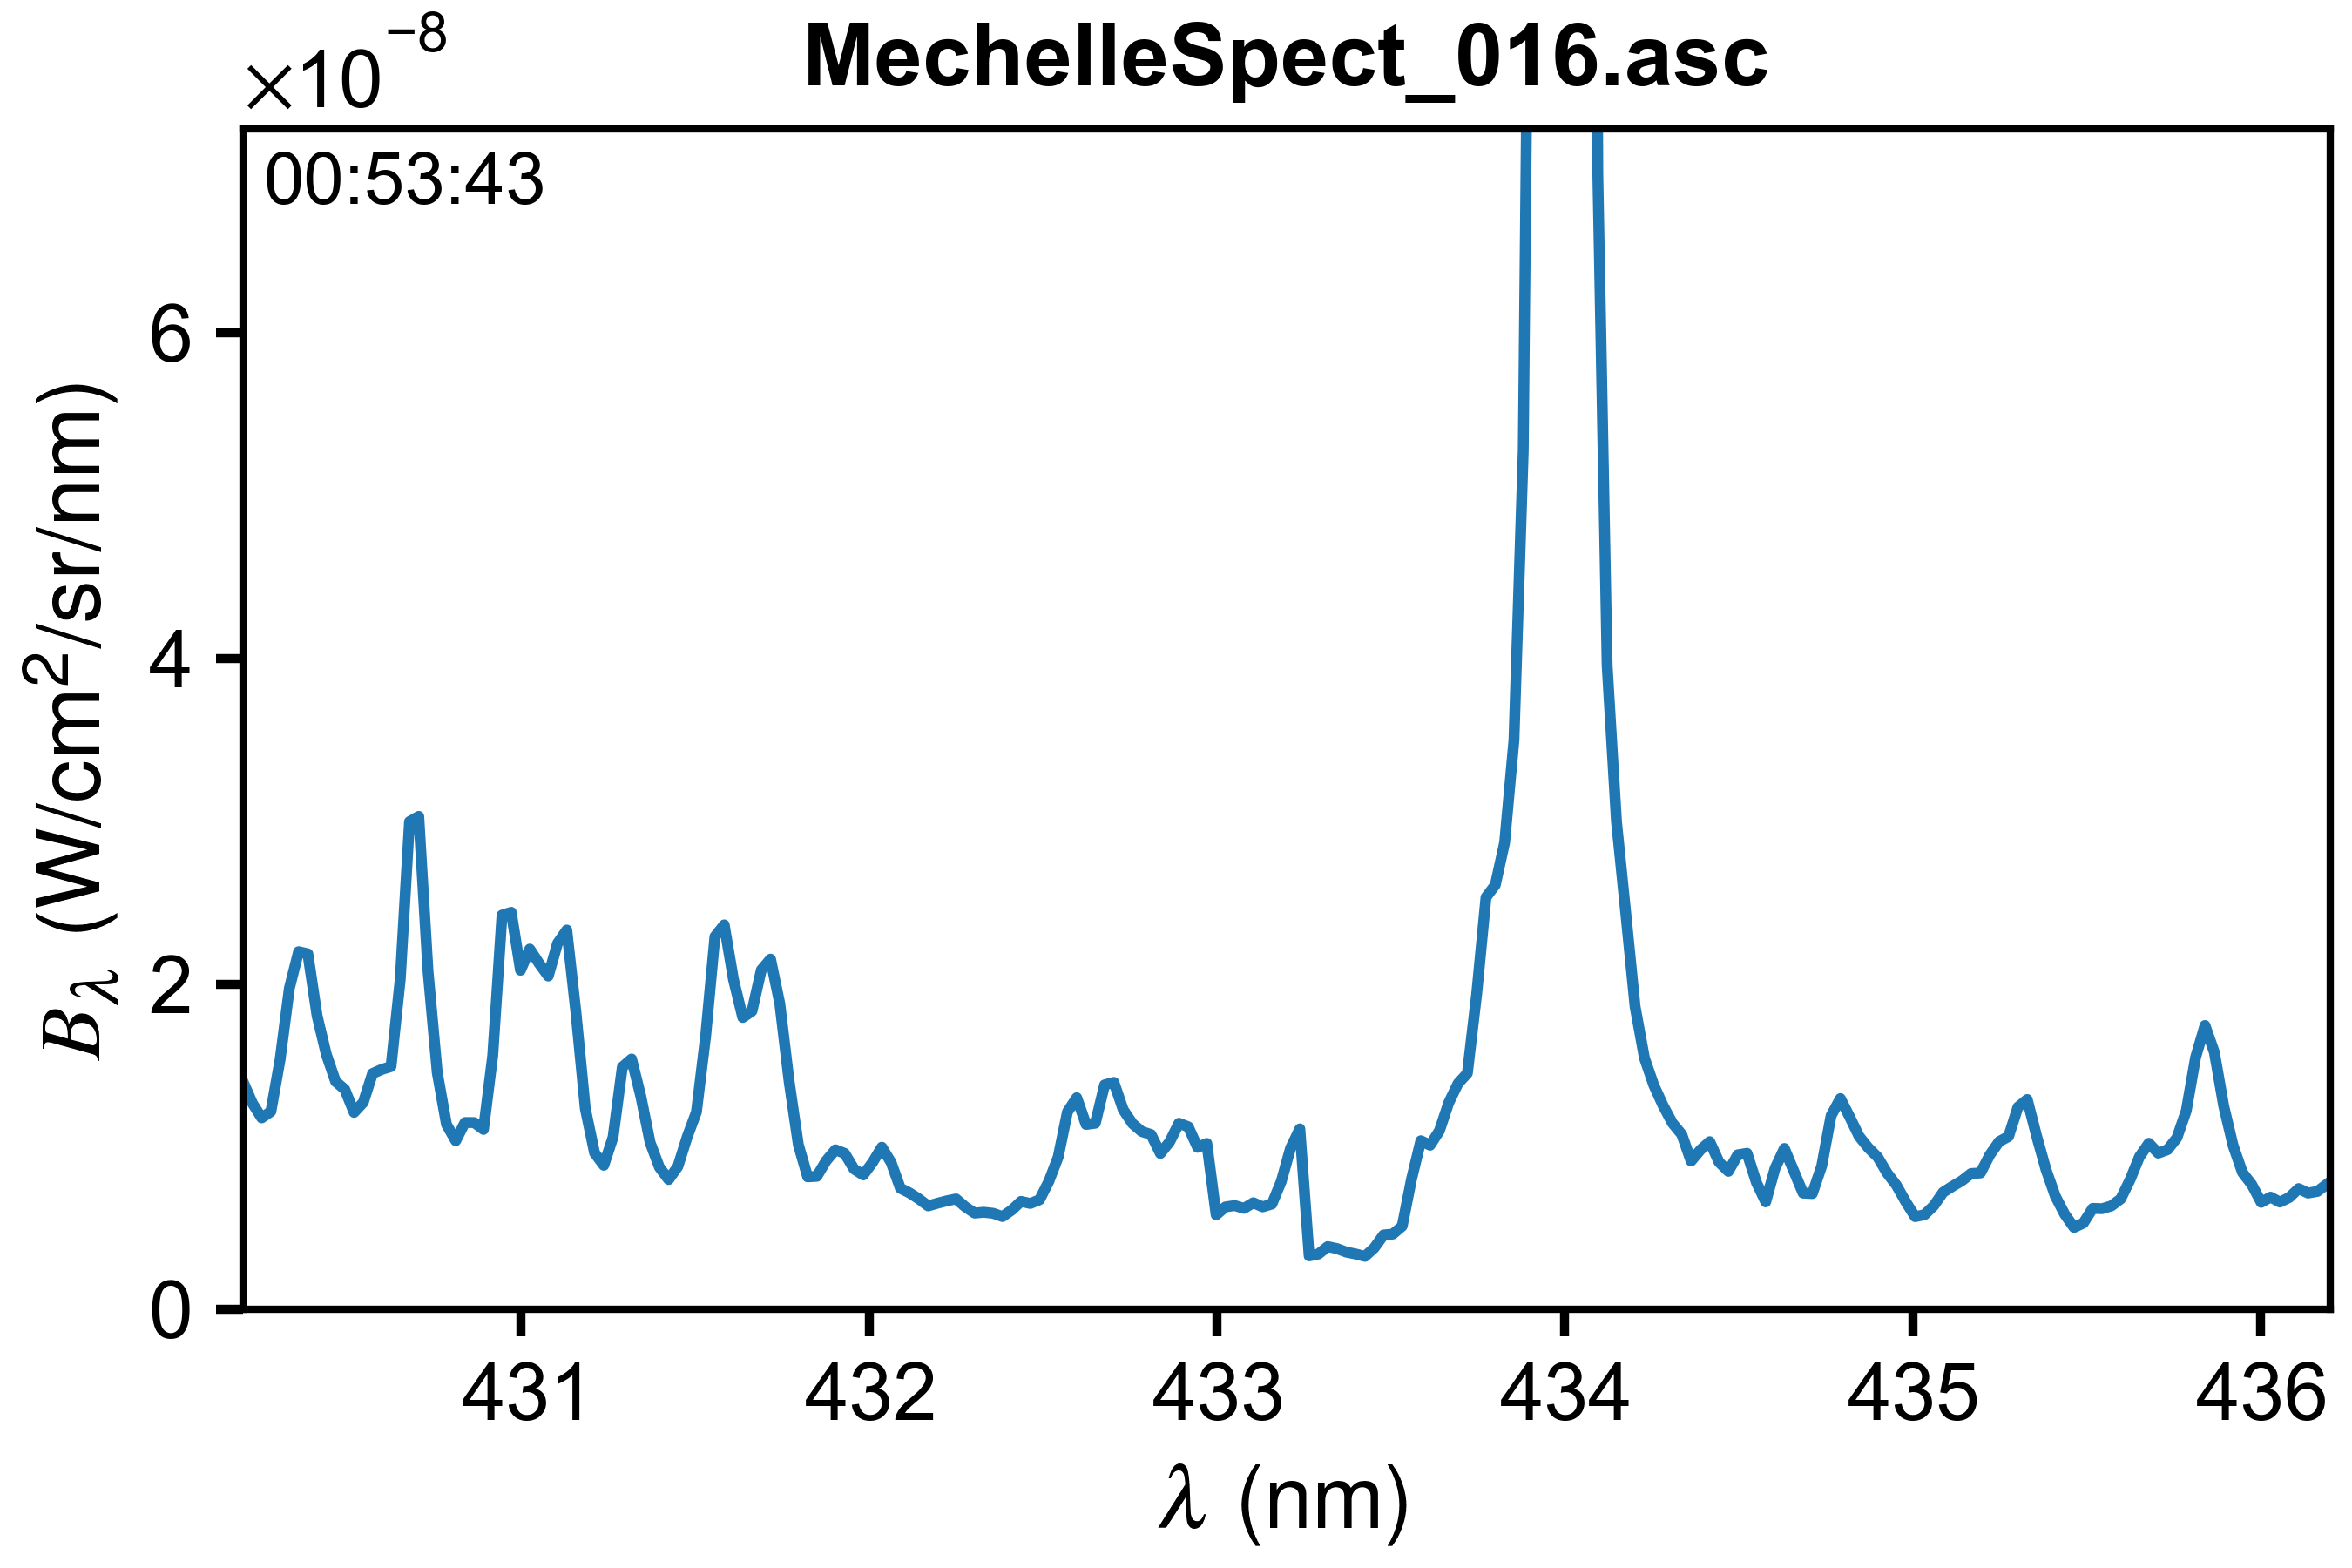 MechelleSpect_016.asc
×10⁻⁸
00:53:43
6
4
2
0
B_λ (W/cm²/sr/nm)
431 432 433 434 435 436
λ (nm)